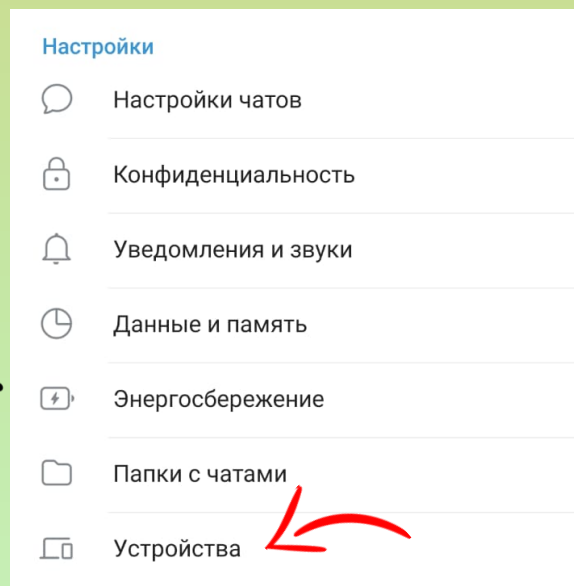 Настройки
Настройки чатов
Конфиденциальность
Уведомления и звуки
Данные и память
Энергосбережение
Папки с чатами
Устройства